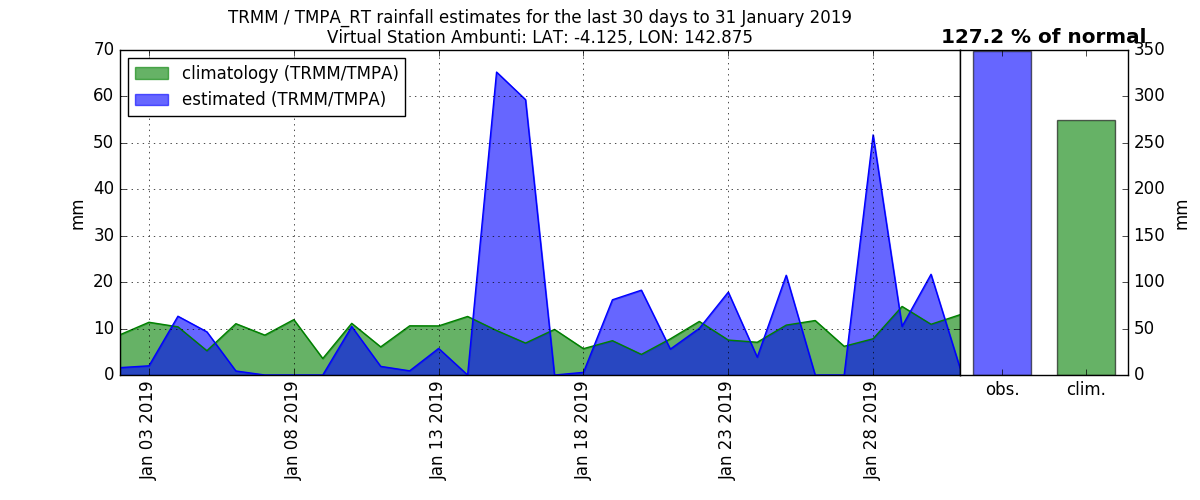 TRMM / TMPA_RT rainfall estimates for the last 30 days to 31 January 2019
Virtual Station Ambunti: LAT: -4.125, LON: 142.875
127.2 % of normal
climatology (TRMM/TMPA)
estimated (TRMM/TMPA)
70
60
50
40
30
20
10
0
mm
350
300
250
200
150
100
50
0
mm
Jan 03 2019
Jan 08 2019
Jan 13 2019
Jan 18 2019
Jan 23 2019
Jan 28 2019
obs.
clim.